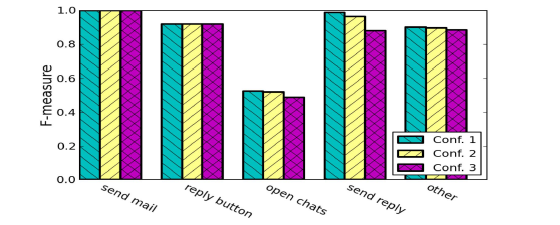 1.0
0.8
0.6
0.4
0.2
0.0
F-measure
send mail
reply button
open chats
send reply
other
Conf. 1
Conf. 2
Conf. 3